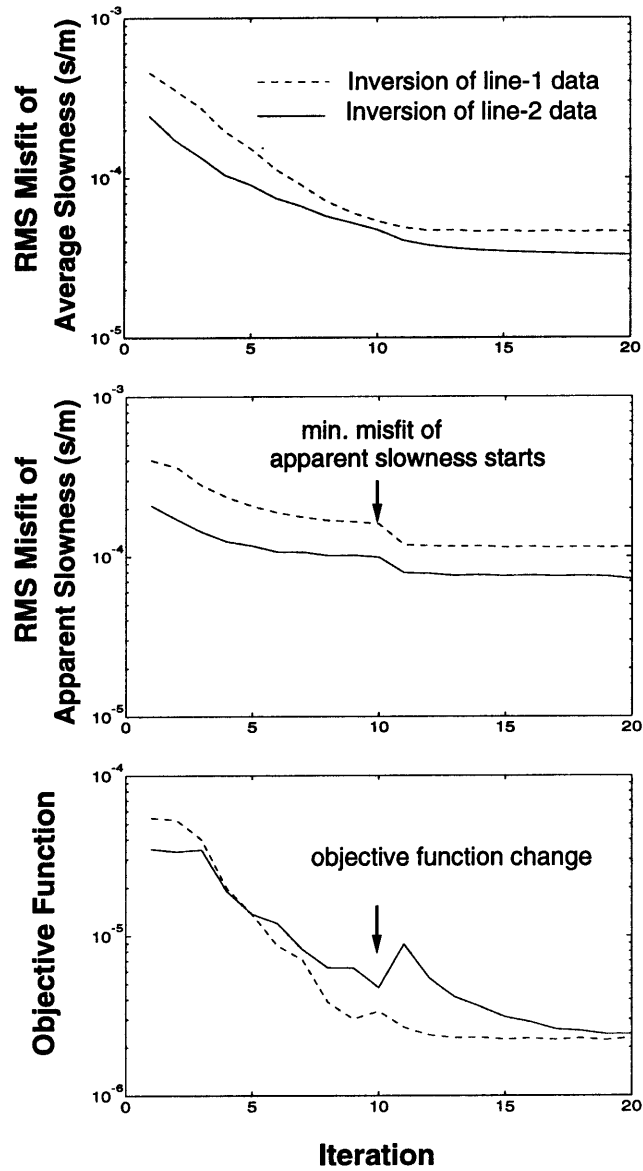 RMS Misfit of
Average Slowness (s/m)
10-3
10-4
10-5
Inversion of line-1 data
Inversion of line-2 data
0 5 10 15 20
RMS Misfit of
Apparent Slowness (s/m)
10-3
10-4
10-5
min. misfit of
apparent slowness starts
0 5 10 15 20
Objective Function
10-4
10-5
10-6
objective function change
0 5 10 15 20
Iteration